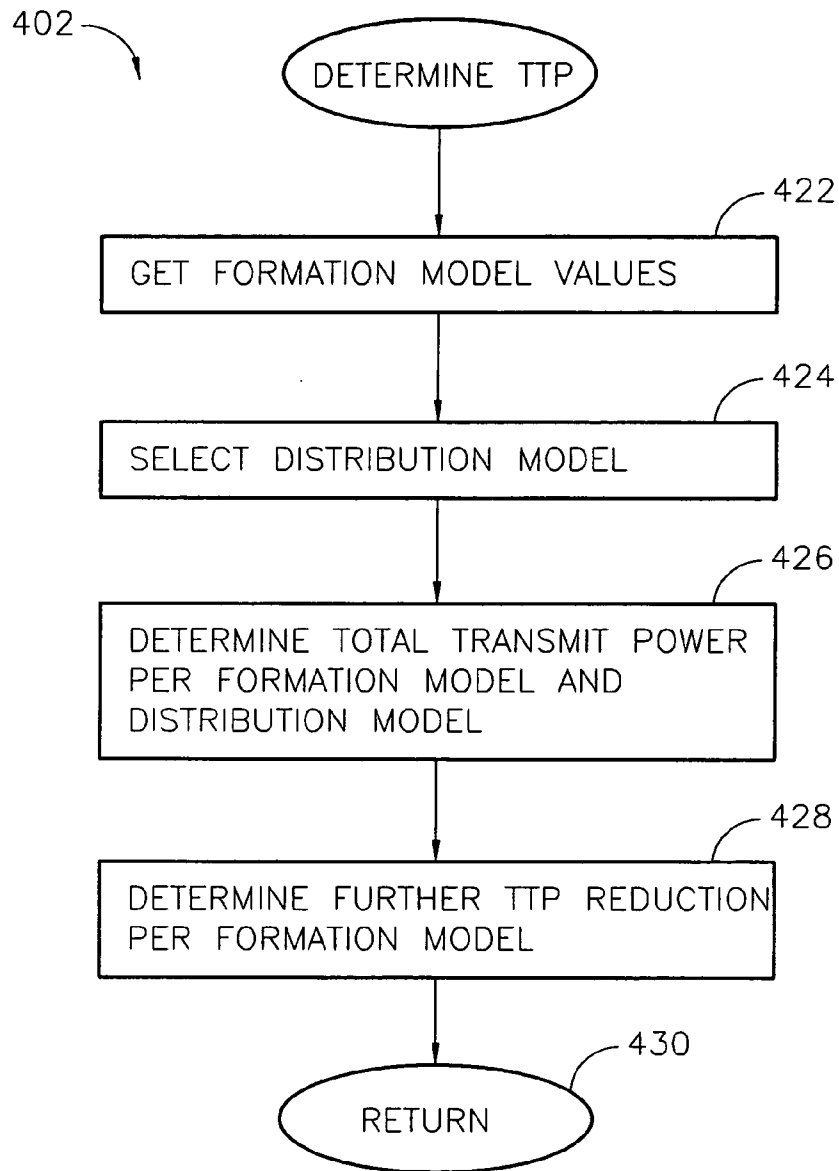 402
DETERMINE TTP
422
GET FORMATION MODEL VALUES
424
SELECT DISTRIBUTION MODEL
426
DETERMINE TOTAL TRANSMIT POWER
PER FORMATION MODEL AND
DISTRIBUTION MODEL
428
DETERMINE FURTHER TTP REDUCTION
PER FORMATION MODEL
430
RETURN